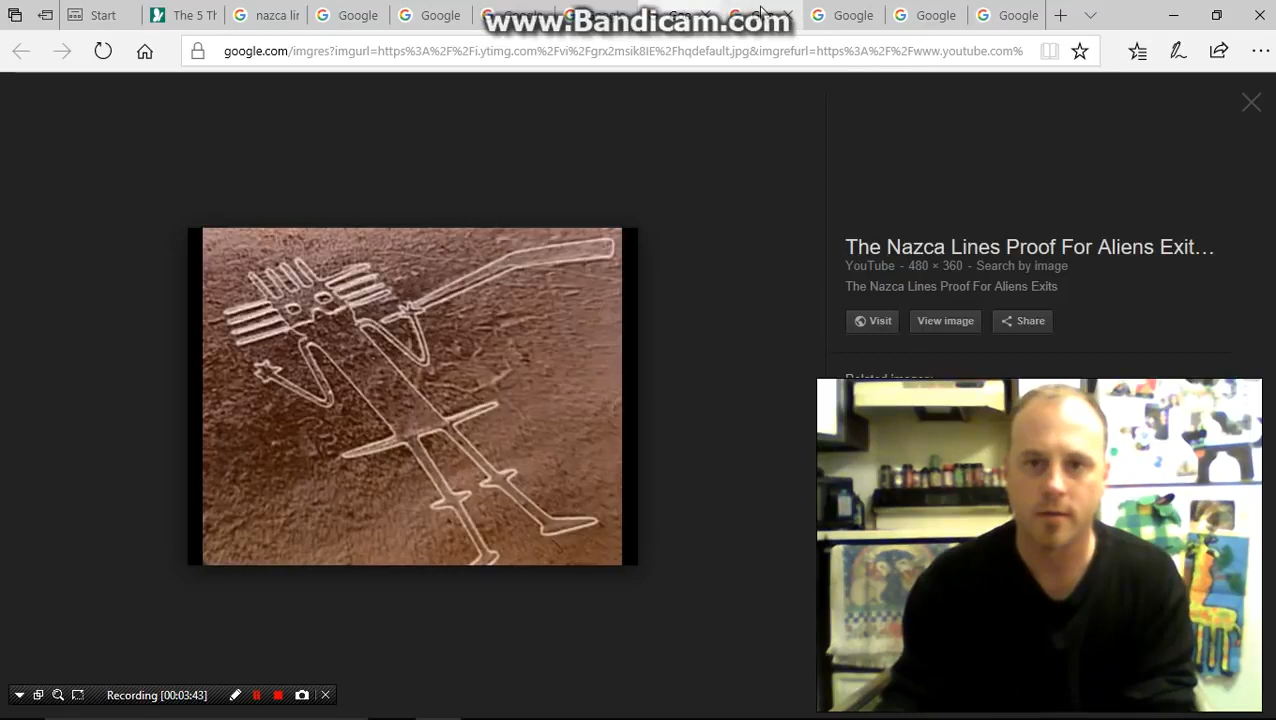 www.Bandicam.com
Start
The 5 Th
nazca lir
Google
Google
Google
Google
Google
google.com/imgres?imgurl=https%3A%2F%2Fi.ytimg.com%2Fvi%2Fgrx2msik8IE%2Fhqdefault.jpg&imgrefurl=https%3A%2F%2Fwww.youtube.com%
The Nazca Lines Proof For Aliens Exit...
YouTube - 480 × 360 - Search by image
The Nazca Lines Proof For Aliens Exits
Visit
View image
Share
Related images:
Recording [00:03:43]